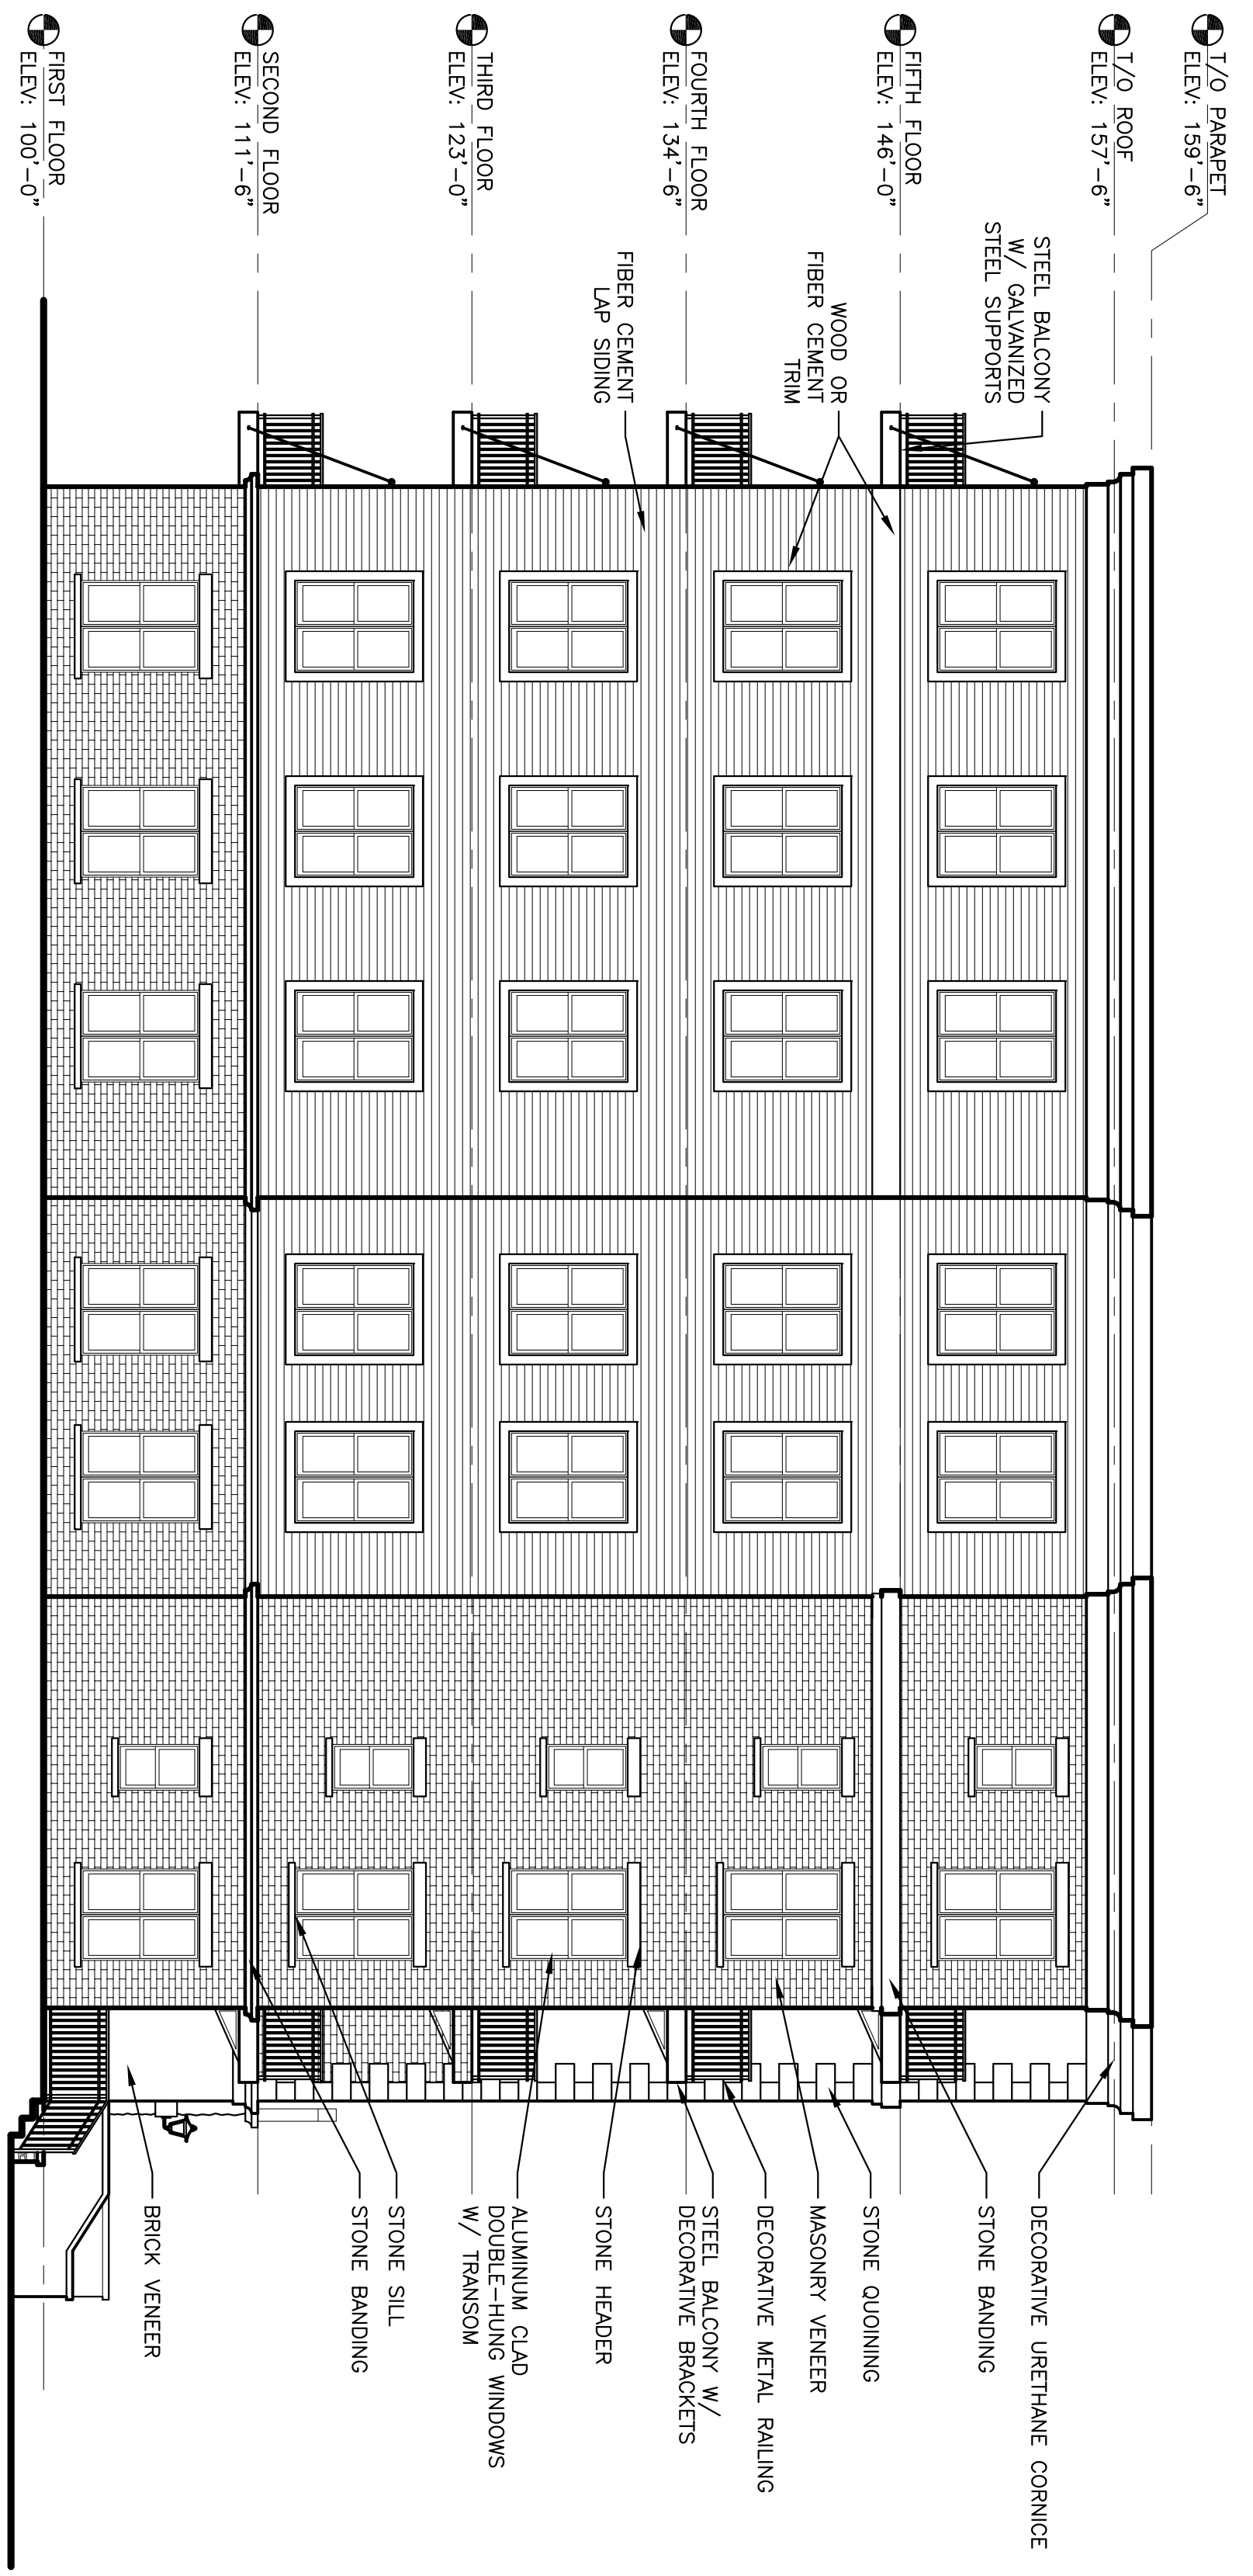 T/O PARAPET
ELEV: 159'-6"
T/O ROOF
ELEV: 157'-6"
FIFTH FLOOR
ELEV: 146'-0"
FOURTH FLOOR
ELEV: 134'-6"
THIRD FLOOR
ELEV: 123'-0"
SECOND FLOOR
ELEV: 111'-6"
FIRST FLOOR
ELEV: 100'-0"
STEEL BALCONY
W/ GALVANIZED
STEEL SUPPORTS
WOOD OR
FIBER CEMENT
TRIM
FIBER CEMENT
LAP SIDING
DECORATIVE URETHANE CORNICE
STONE BANDING
STONE QUOINING
MASONRY VENEER
DECORATIVE METAL RAILING
STEEL BALCONY W/
DECORATIVE BRACKETS
STONE HEADER
ALUMINUM CLAD
DOUBLE-HUNG WINDOWS
W/ TRANSOM
STONE SILL
STONE BANDING
BRICK VENEER